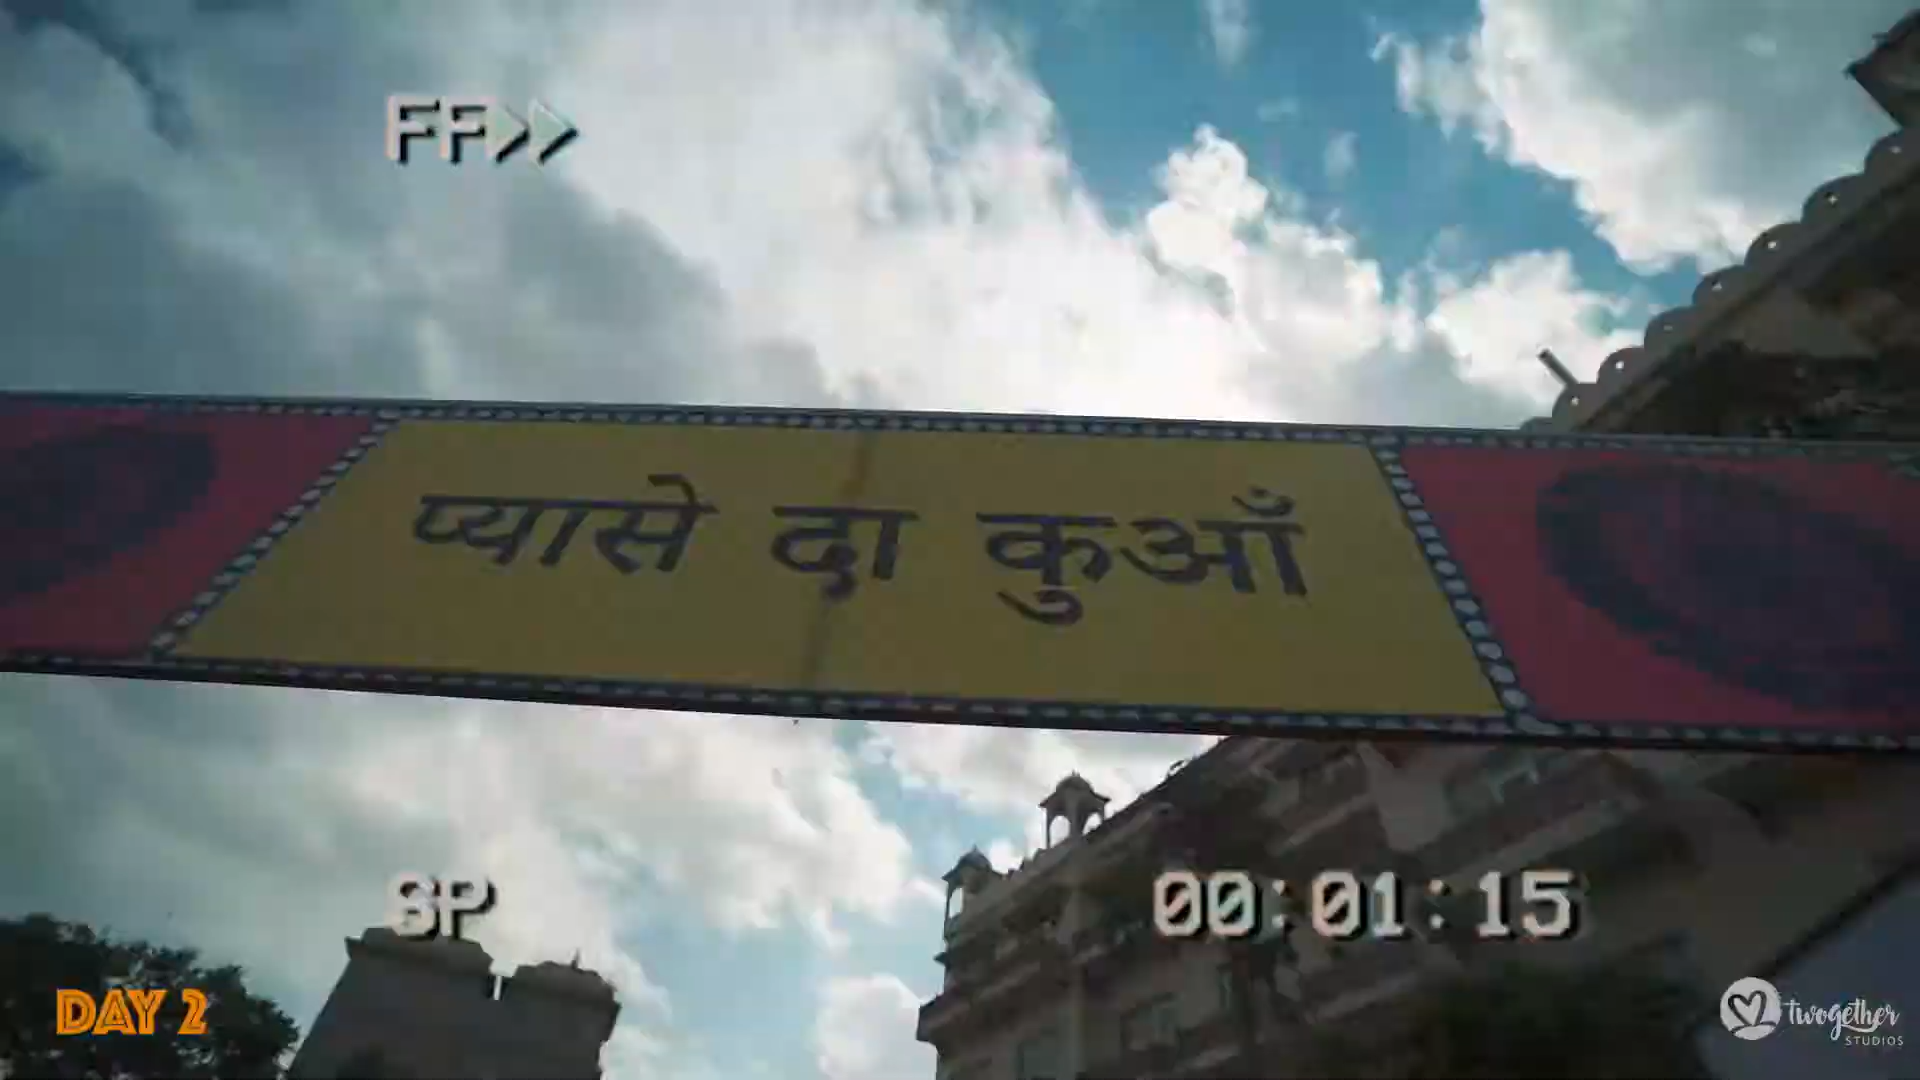 FF>>
प्यासे दा कुआँ
SP
00:01:15
DAY 2
twogether
STUDIOS